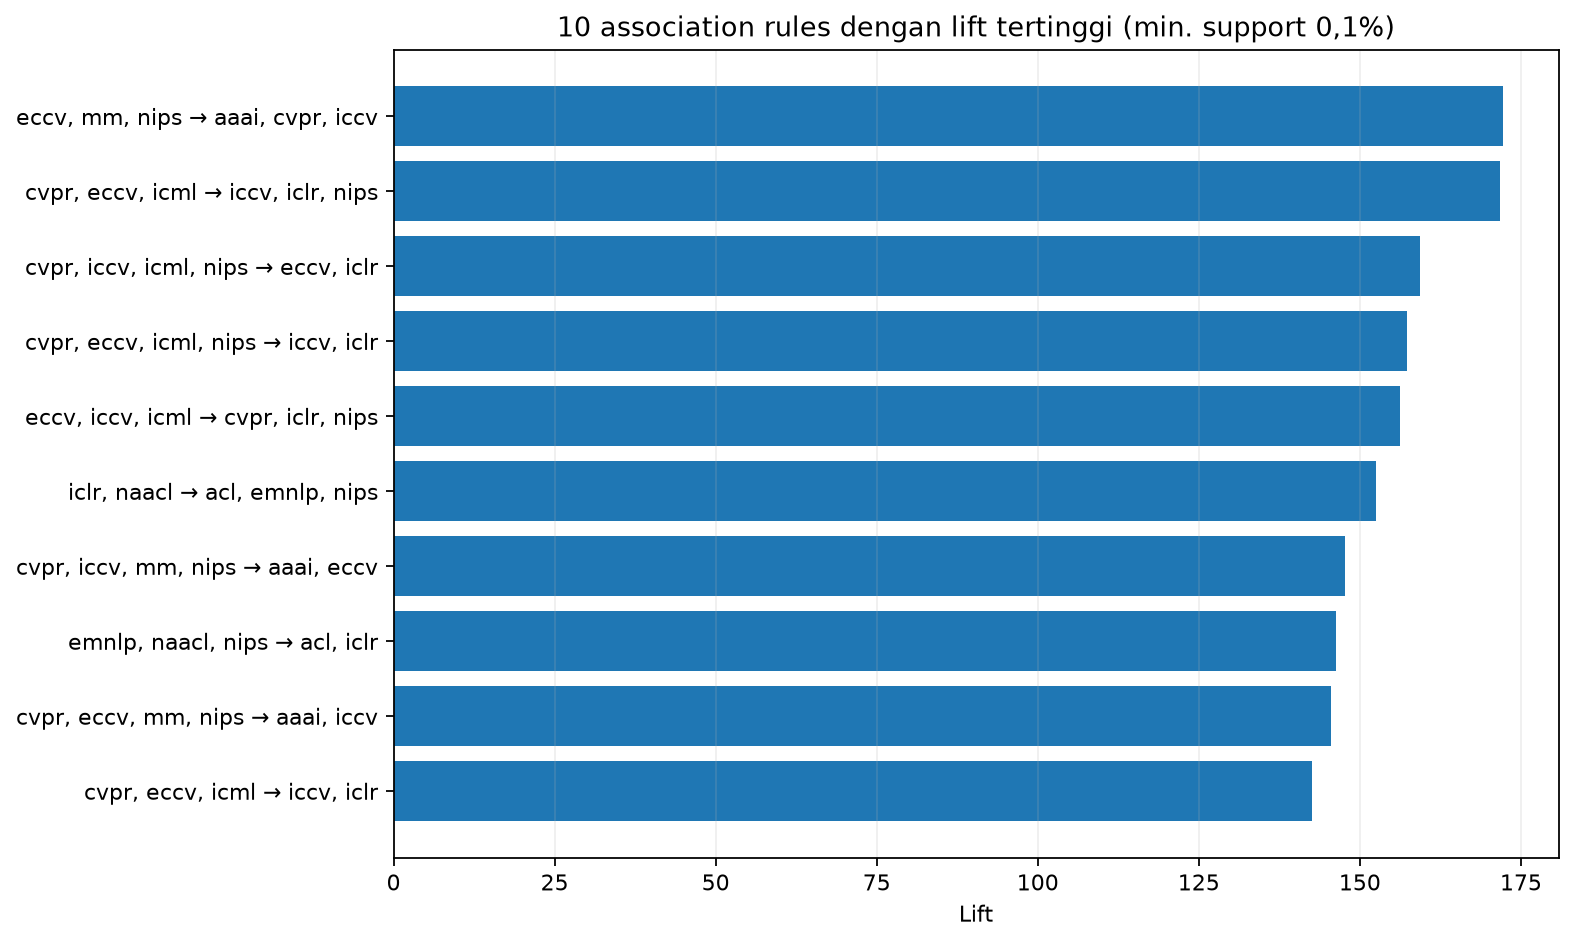 10 association rules dengan lift tertinggi (min. support 0,1%)
eccv, mm, nips → aaai, cvpr, iccv
cvpr, eccv, icml → iccv, iclr, nips
cvpr, iccv, icml, nips → eccv, iclr
cvpr, eccv, icml, nips → iccv, iclr
eccv, iccv, icml → cvpr, iclr, nips
iclr, naacl → acl, emnlp, nips
cvpr, iccv, mm, nips → aaai, eccv
emnlp, naacl, nips → acl, iclr
cvpr, eccv, mm, nips → aaai, iccv
cvpr, eccv, icml → iccv, iclr
0 25 50 75 100 125 150 175
Lift